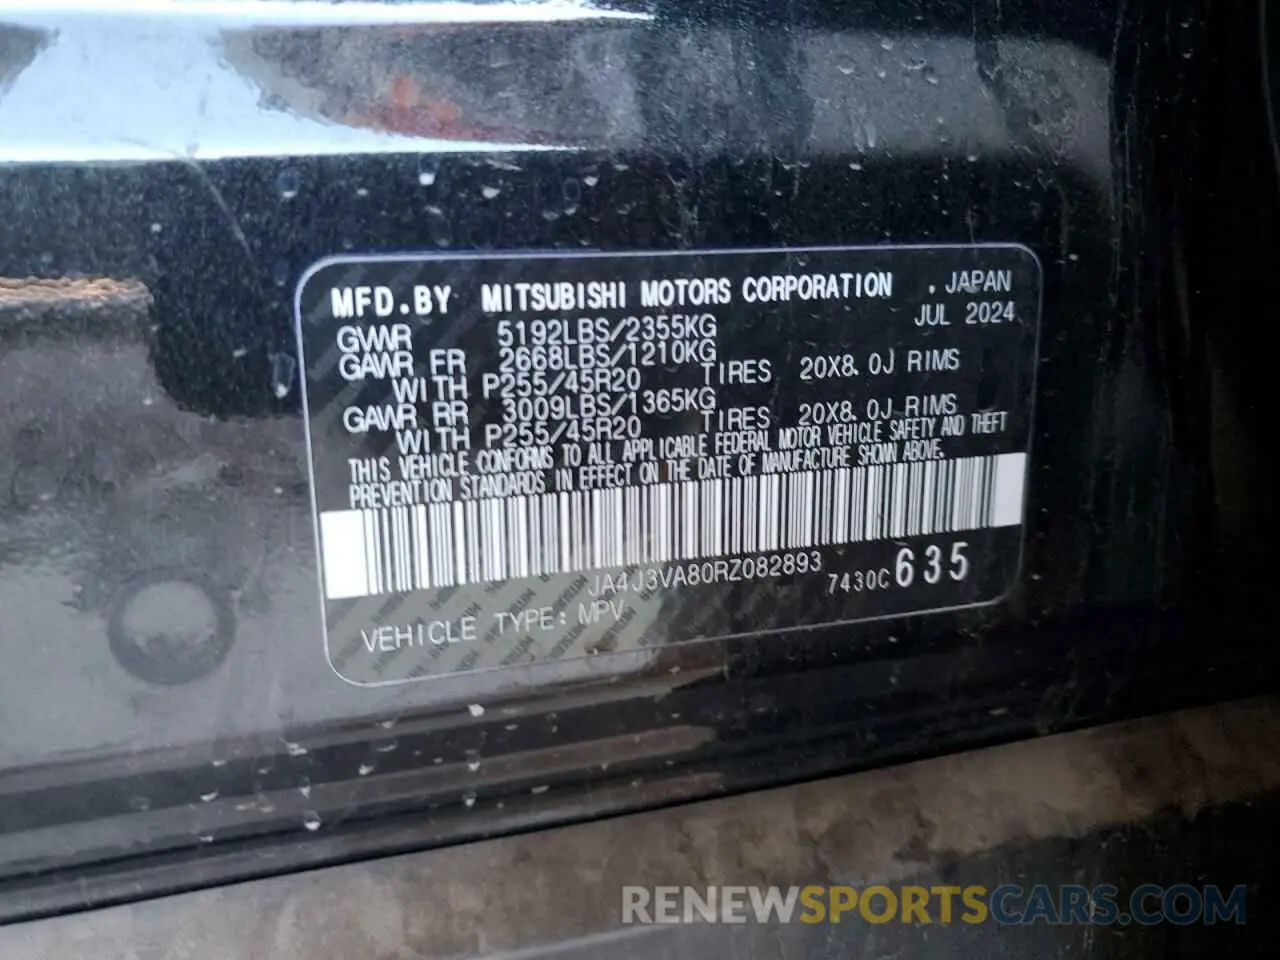 MFD.BY MITSUBISHI MOTORS CORPORATION . JAPAN
JUL 2024
GVWR 5192LBS/2355KG
GAWR FR 2668LBS/1210KG
WITH P255/45R20 TIRES 20X8.0J RIMS
GAWR RR 3009LBS/1365KG
WITH P255/45R20 TIRES 20X8.0J RIMS
THIS VEHICLE CONFORMS TO ALL APPLICABLE FEDERAL MOTOR VEHICLE SAFETY AND THEFT
PREVENTION STANDARDS IN EFFECT ON THE DATE OF MANUFACTURE SHOWN ABOVE.
JA4J3VA80RZ082893
7430C 635
VEHICLE TYPE: MPV
RENEWSPORTSCARS.COM